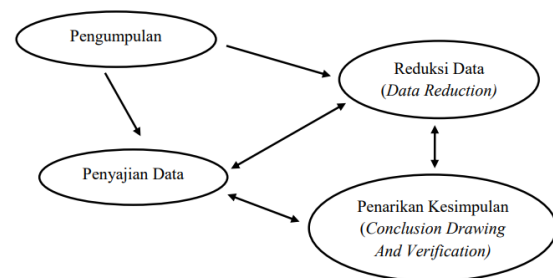 Pengumpulan
Reduksi Data
(Data Reduction)
Penyajian Data
Penarikan Kesimpulan
(Conclusion Drawing
And Verification)